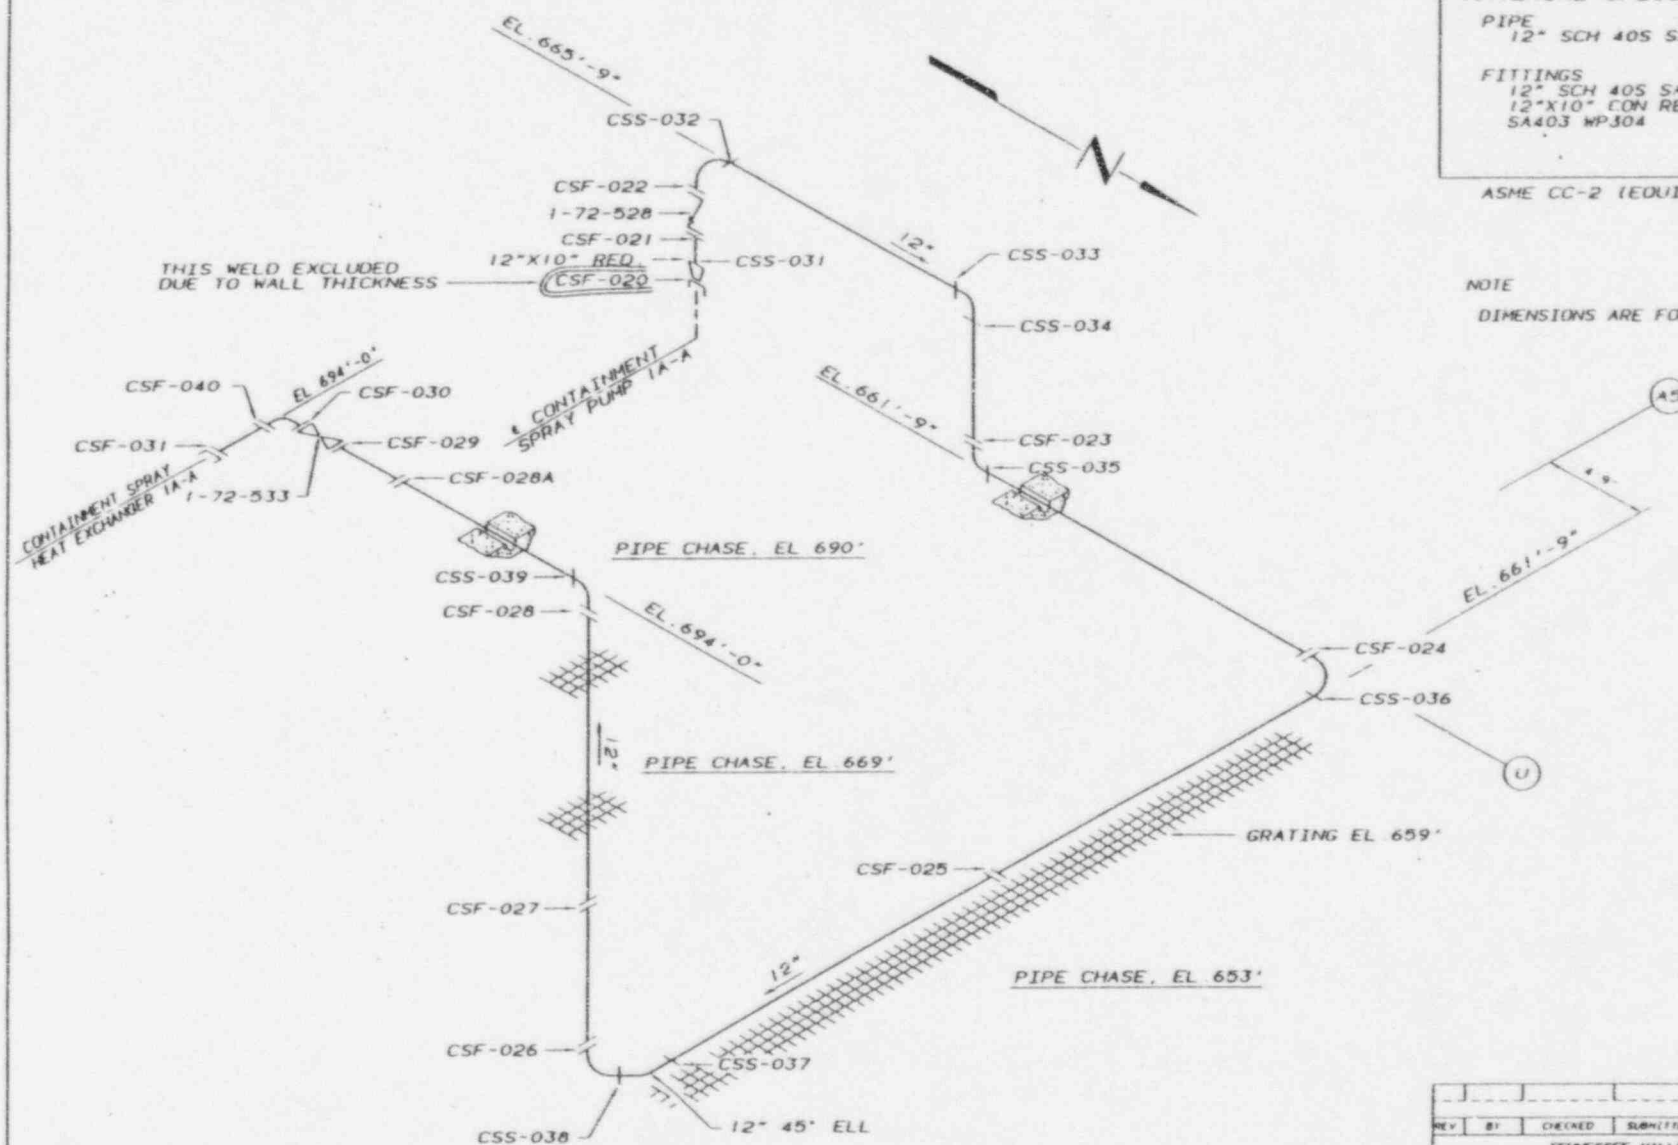 PIPE
12" SCH 40S S
FITTINGS
12" SCH 40S SA
12"X10" CON RE
SA403 WP304
ASME CC-2 (EQUI
NOTE
DIMENSIONS ARE FO
EL. 665'-9"
CSS-032
N
CSF-022
1-72-528
CSF-021
12"X10" RED.
CSS-031
THIS WELD EXCLUDED
DUE TO WALL THICKNESS
CSF-020
12"
CSS-033
CSS-034
℄ CONTAINMENT
SPRAY PUMP 1A-A
EL. 661'-9"
CSF-023
CSS-035
CSF-040
EL 694'-0"
CSF-030
CSF-031
CSF-029
1-72-533
CSF-028A
CONTAINMENT SPRAY
HEAT EXCHANGER 1A-A
PIPE CHASE, EL 690'
CSS-039
CSF-028
EL. 694'-0"
A5
EL. 661'-9"
CSF-024
CSS-036
U
12"
PIPE CHASE, EL 669'
GRATING EL 659'
CSF-025
CSF-027
12"
PIPE CHASE, EL 653'
CSF-026
CSS-037
12" 45° ELL
CSS-038
REV BY CHECKED